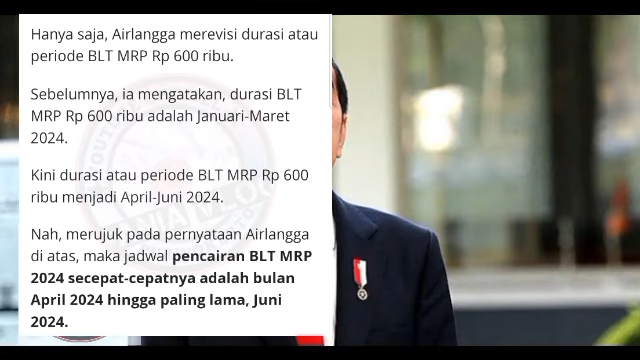 Hanya saja, Airlangga merevisi durasi atau
periode BLT MRP Rp 600 ribu.
Sebelumnya, ia mengatakan, durasi BLT
MRP Rp 600 ribu adalah Januari-Maret
2024.
Kini durasi atau periode BLT MRP Rp 600
ribu menjadi April-Juni 2024.
Nah, merujuk pada pernyataan Airlangga
di atas, maka jadwal pencairan BLT MRP
2024 secepat-cepatnya adalah bulan
April 2024 hingga paling lama, Juni
2024.